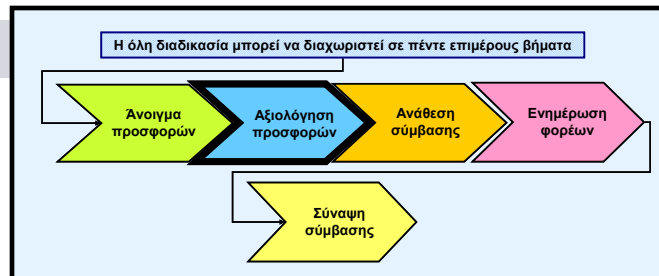 Η όλη διαδικασία μπορεί να διαχωριστεί σε πέντε επιμέρους βήματα
Άνοιγμα
προσφορών
Αξιολόγηση
προσφορών
Ανάθεση
σύμβασης
Ενημέρωση
φορέων
Σύναψη
σύμβασης